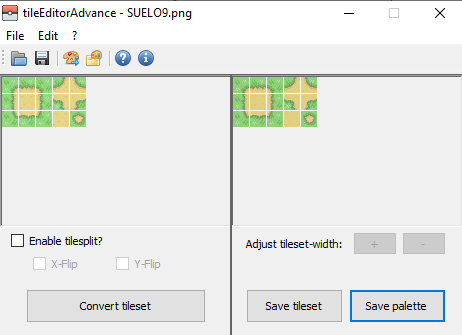 tileEditorAdvance - SUELO9.png
File Edit ?
Enable tilesplit?
X-Flip Y-Flip
Convert tileset
Adjust tileset-width: + -
Save tileset Save palette